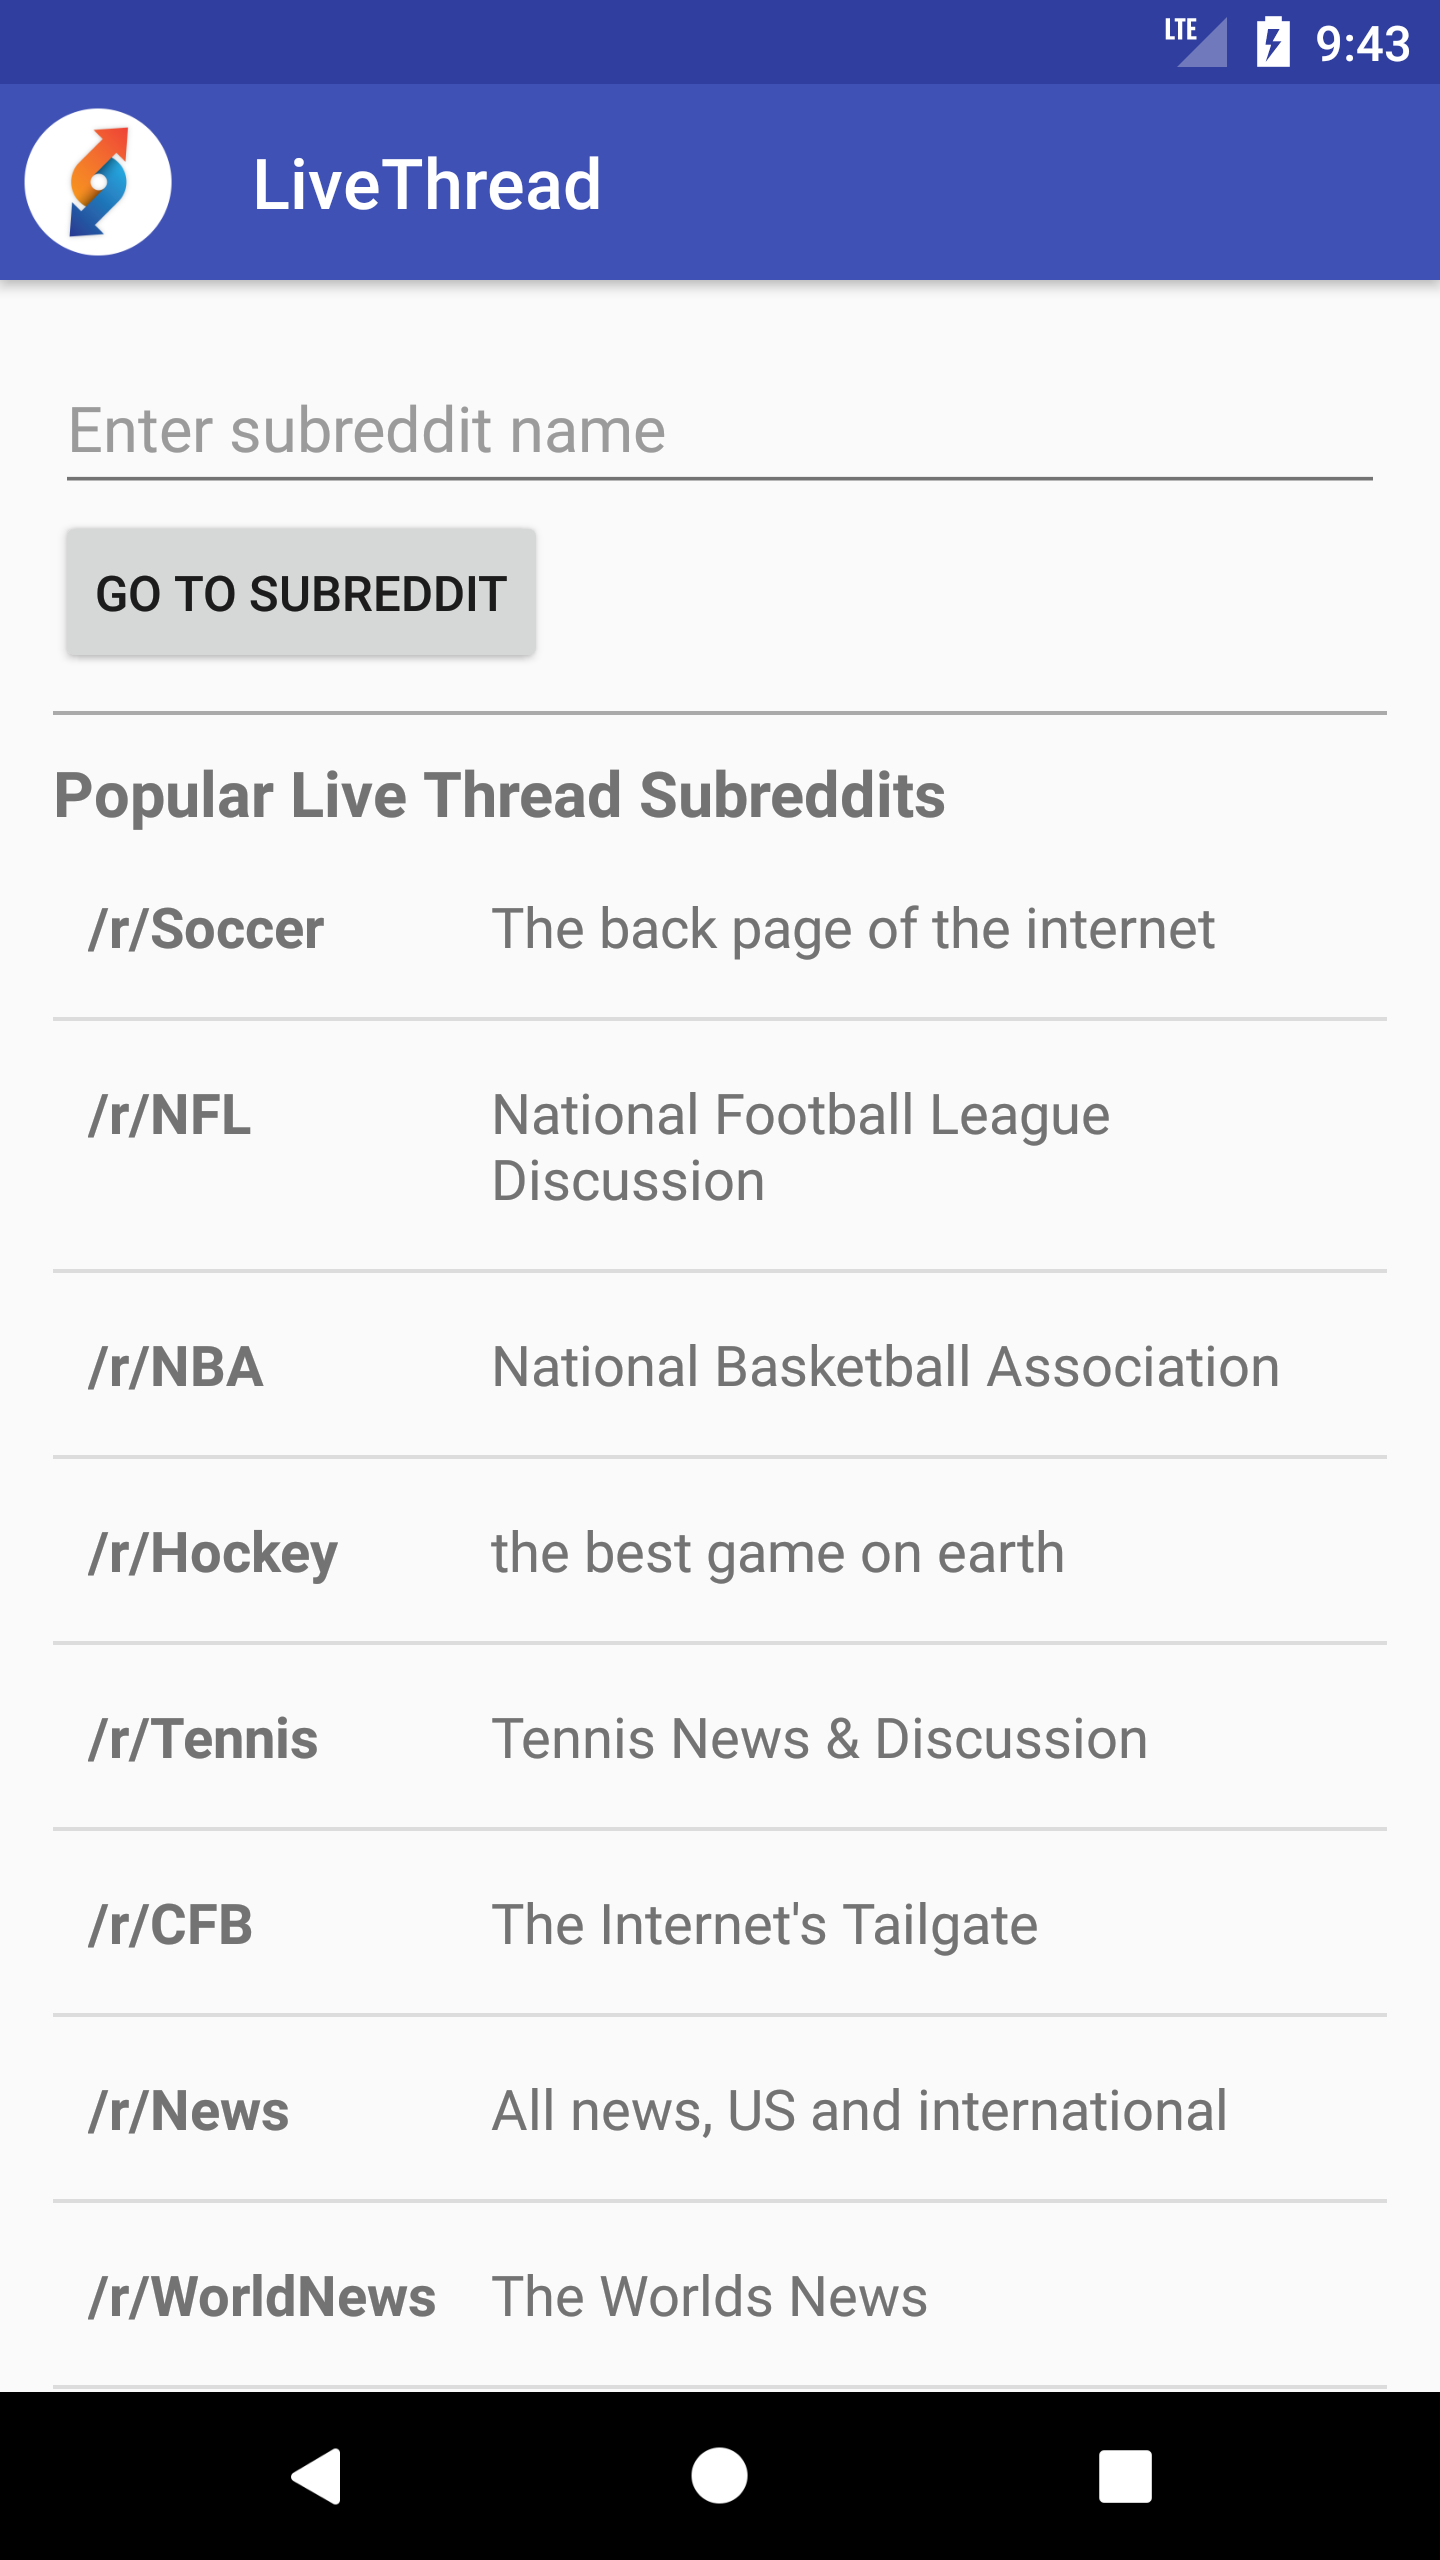 LTE 9:43
LiveThread
Enter subreddit name
GO TO SUBREDDIT
Popular Live Thread Subreddits
/r/Soccer The back page of the internet
/r/NFL National Football League
Discussion
/r/NBA National Basketball Association
/r/Hockey the best game on earth
/r/Tennis Tennis News & Discussion
/r/CFB The Internet's Tailgate
/r/News All news, US and international
/r/WorldNews The Worlds News